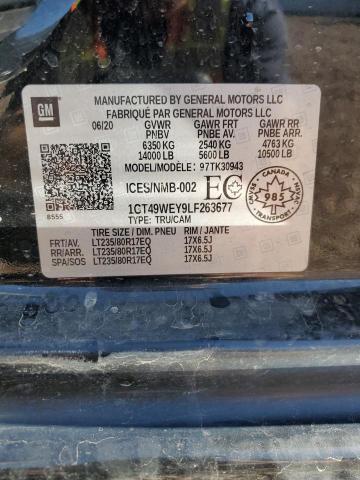 GM
MANUFACTURED BY GENERAL MOTORS LLC
FABRIQUÉ PAR GENERAL MOTORS LLC
06/20 GVWR GAWR FRT GAWR RR
PNBV PNBE AV. PNBE ARR.
6350 KG 2540 KG 4763 KG
14000 LB 5600 LB 10500 LB
MODEL/MODÈLE: 97TK30943
ICES/NMB-002 EC
985
1CT49WEY9LF263677
8555 TYPE: TRU/CAM
TIRE SIZE / DIM. PNEU RIM / JANTE
FRT/AV. LT235/80R17EQ 17X6.5J
RR/ARR. LT235/80R17EQ 17X6.5J
SPA/SOS LT235/80R17EQ 17X6.5J